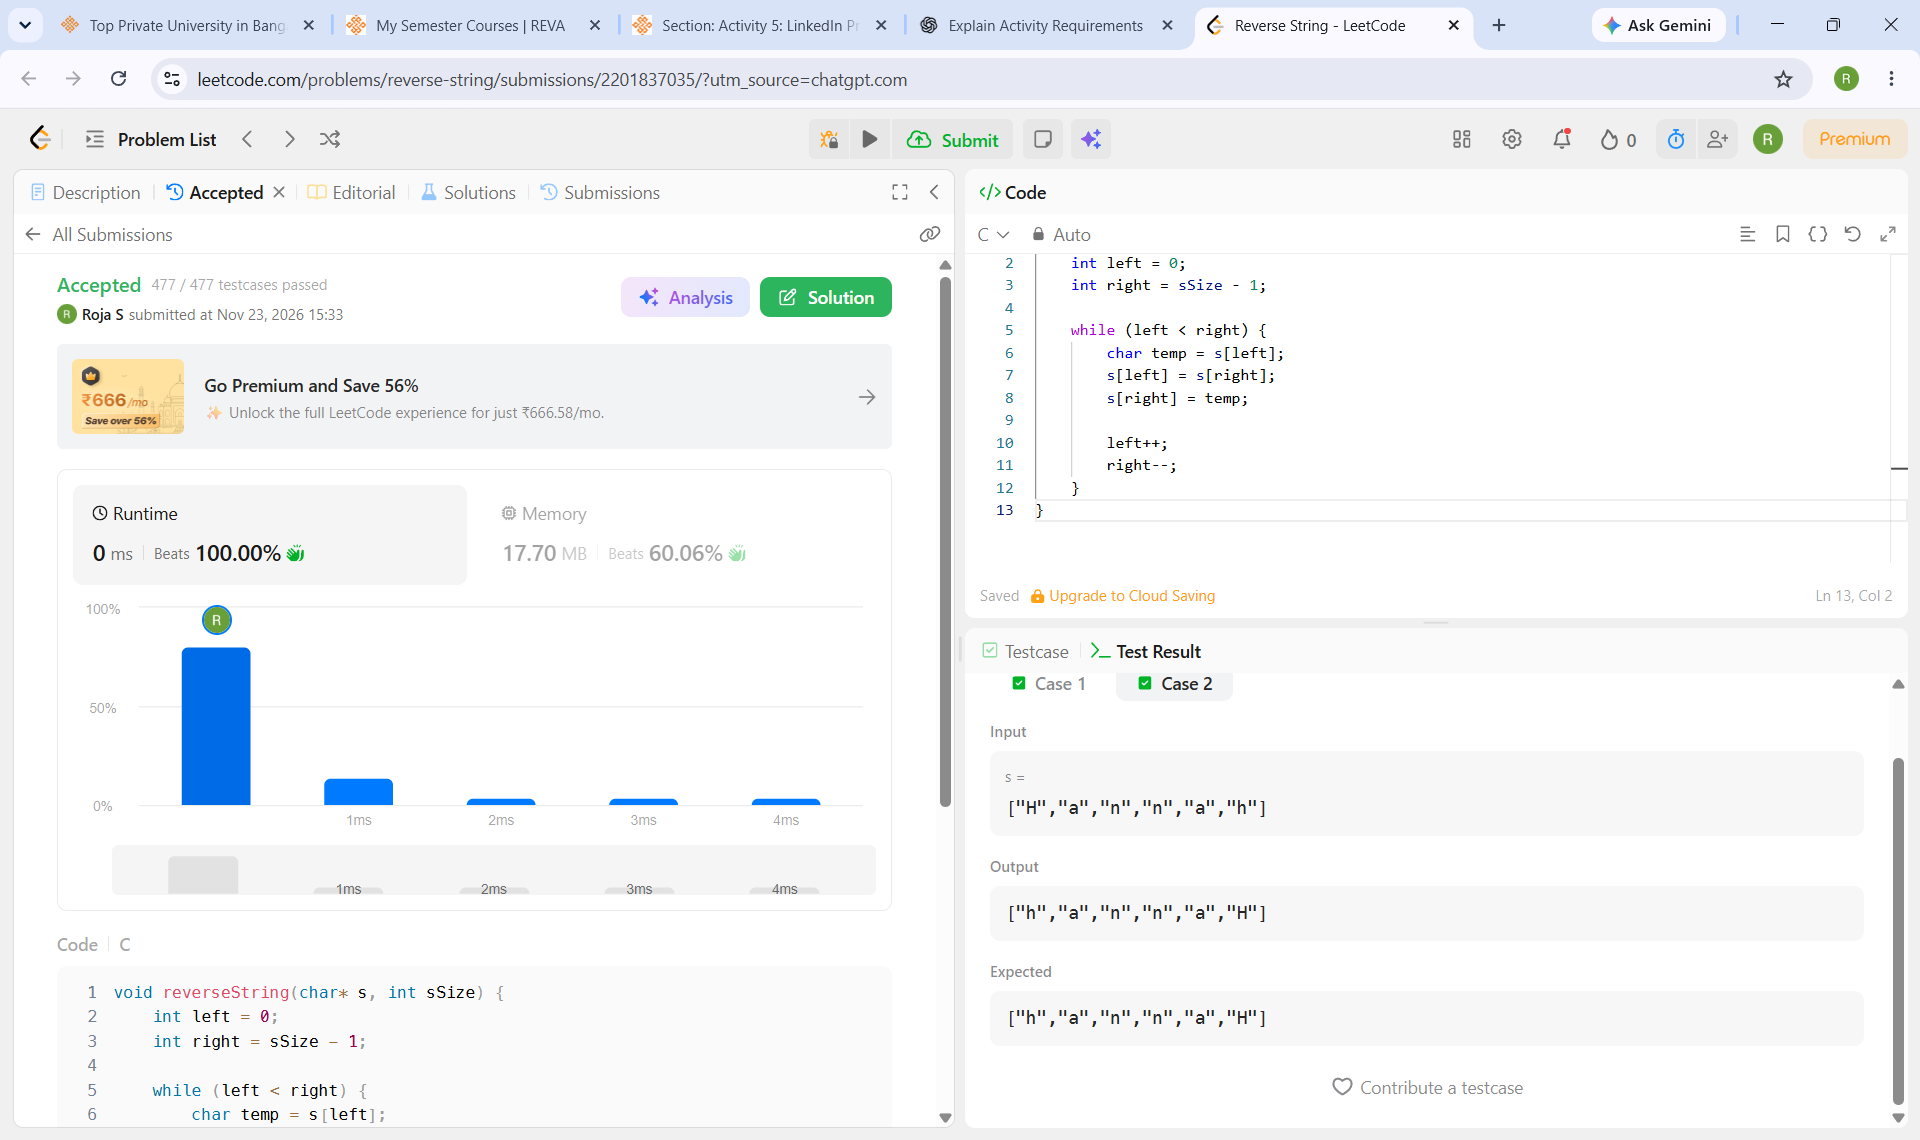 Top Private University in Bang
My Semester Courses | REVA
Section: Activity 5: LinkedIn Pr
Explain Activity Requirements
Reverse String - LeetCode
Ask Gemini
leetcode.com/problems/reverse-string/submissions/2201837035/?utm_source=chatgpt.com
R
Problem List
Submit
0
R
Premium
Description
Accepted
Editorial
Solutions
Submissions
All Submissions
Accepted 477 / 477 testcases passed
R Roja S submitted at Nov 23, 2026 15:33
Analysis
Solution
₹666/mo
Save over 56%
Go Premium and Save 56%
✨ Unlock the full LeetCode experience for just ₹666.58/mo.
Runtime
0 ms Beats 100.00% 👏
Memory
17.70 MB Beats 60.06% 👏
100%
R
50%
0%
1ms 2ms 3ms 4ms
1ms 2ms 3ms 4ms
Code C
1 void reverseString(char* s, int sSize) {
2 int left = 0;
3 int right = sSize - 1;
4
5 while (left < right) {
6 char temp = s[left];
</> Code
C Auto
2 int left = 0;
3 int right = sSize - 1;
4
5 while (left < right) {
6 char temp = s[left];
7 s[left] = s[right];
8 s[right] = temp;
9
10 left++;
11 right--;
12 }
13 }
Saved Upgrade to Cloud Saving
Ln 13, Col 2
Testcase
>_ Test Result
Case 1
Case 2
Input
s =
["H","a","n","n","a","h"]
Output
["h","a","n","n","a","H"]
Expected
["h","a","n","n","a","H"]
Contribute a testcase